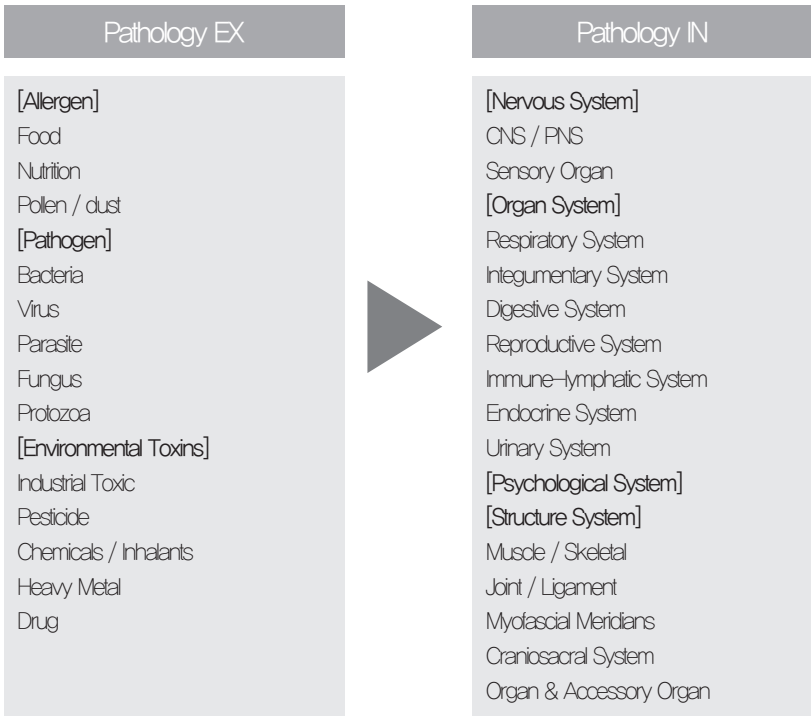 Pathology EX
[Allergen]
Food
Nutrition
Pollen / dust
[Pathogen]
Bacteria
Virus
Parasite
Fungus
Protozoa
[Environmental Toxins]
Industrial Toxic
Pesticide
Chemicals / Inhalants
Heavy Metal
Drug
Pathology IN
[Nervous System]
CNS / PNS
Sensory Organ
[Organ System]
Respiratory System
Integumentary System
Digestive System
Reproductive System
Immune-lymphatic System
Endocrine System
Urinary System
[Psychological System]
[Structure System]
Muscle / Skeletal
Joint / Ligament
Myofascial Meridians
Craniosacral System
Organ & Accessory Organ